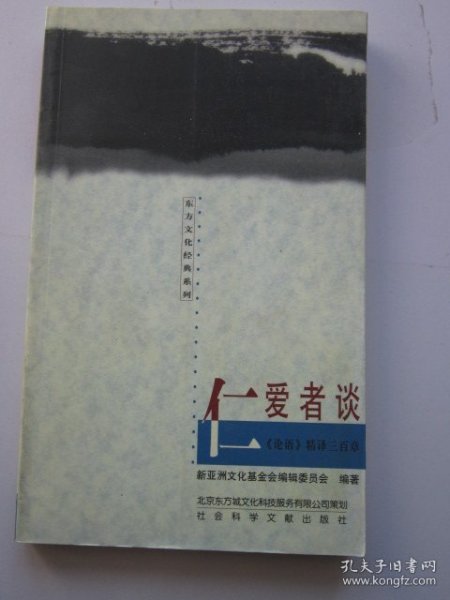 东方文化经典系列
仁爱者谈
《论语》精译三百章
新亚洲文化基金会编辑委员会 编著
北京东方城文化科技服务有限公司策划
社会科学文献出版社
孔夫子旧书网
www.kongfz.com